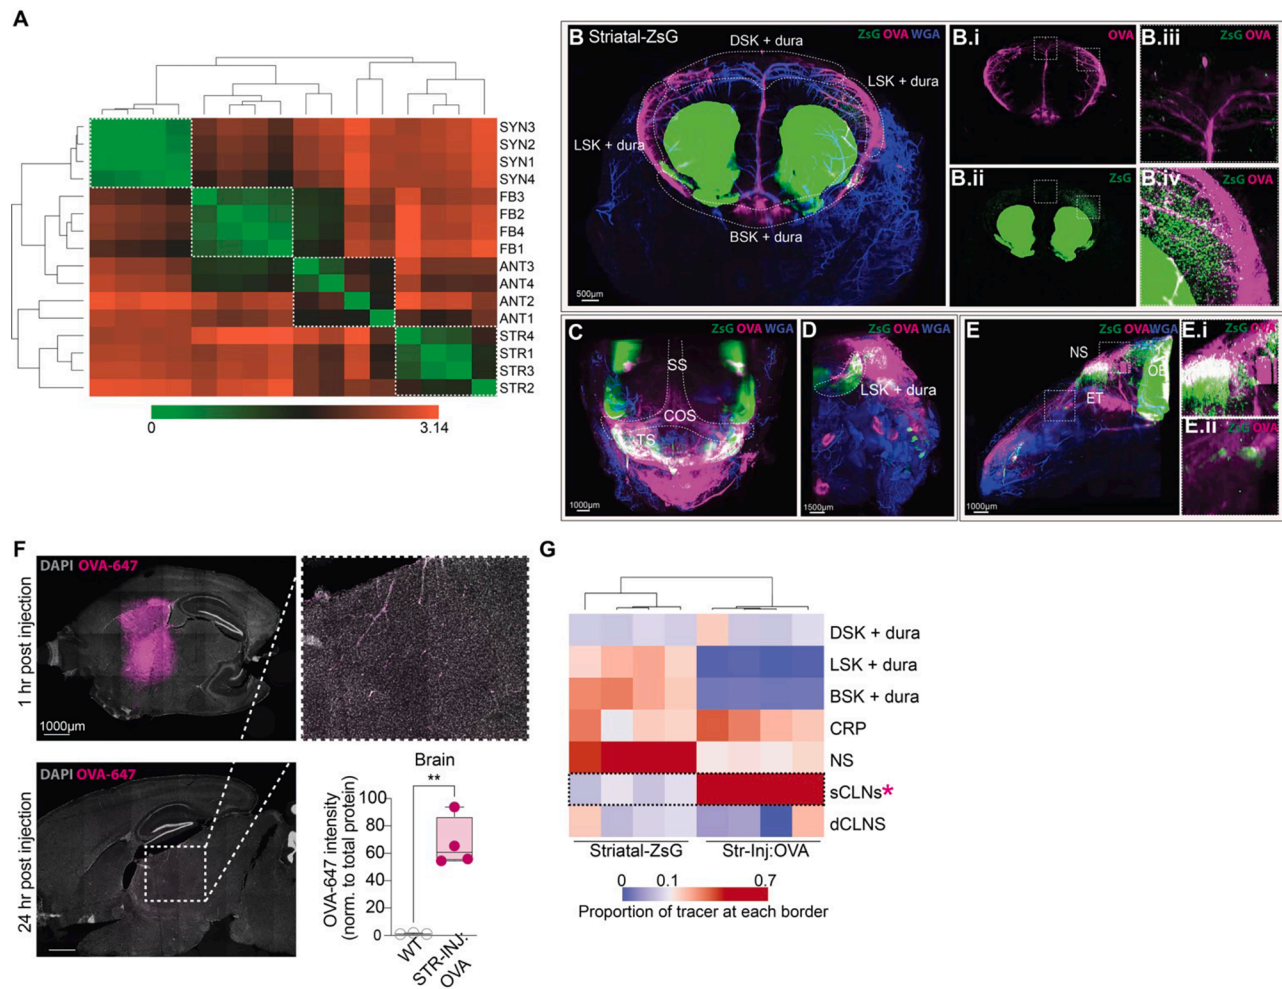 A
SYN3
SYN2
SYN1
SYN4
FB3
FB2
FB4
FB1
ANT3
ANT4
ANT2
ANT1
STR4
STR1
STR3
STR2
0 3.14
B Striatal-ZsG ZsG OVA WGA
DSK + dura
LSK + dura
LSK + dura
BSK + dura
500µm
B.i OVA
B.iii
B.ii ZsG
B.iv
ZsG OVA
C ZsG OVA WGA
SS
COS
TS
1000µm
D ZsG OVA WGA
LSK + dura
1500µm
E ZsG OVA WGA
NS
OB
ET
1000µm
E.i
ZsG OVA
E.ii ZsG OVA
F
1 hr post injection
DAPI OVA-647
1000µm
24 hr post injection
DAPI OVA-647
Brain
**
OVA-647 intensity
(norm. to total protein)
100
80
60
40
20
0
WT
STR-INJ:
OVA
G
DSK + dura
LSK + dura
BSK + dura
CRP
NS
sCLNs*
dCLNS
Striatal-ZsG Str-Inj:OVA
0 0.1 0.7
Proportion of tracer at each border